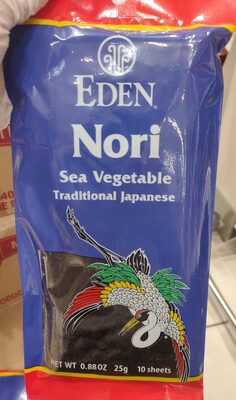 EDEN®
Nori
Sea Vegetable
Traditional Japanese
NET WT 0.88OZ 25g 10 sheets